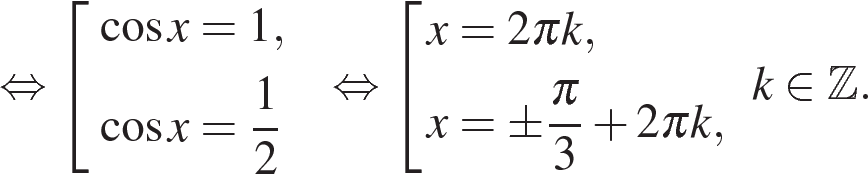 ⇔ [ cos x = 1, cos x = 1/2 ⇔ [ x = 2πk, x = ±π/3 + 2πk, k ∈ ℤ.